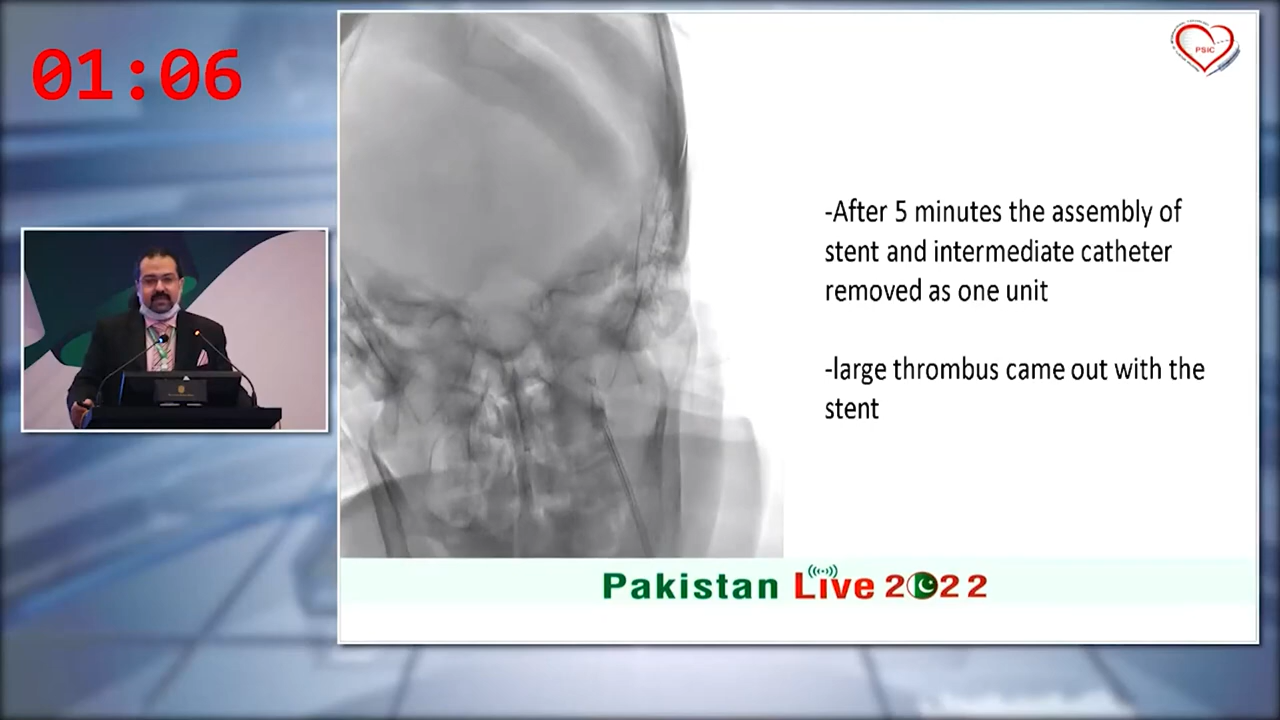 01:06
PSIC
-After 5 minutes the assembly of
stent and intermediate catheter
removed as one unit
-large thrombus came out with the
stent
Pakistan Live 2022